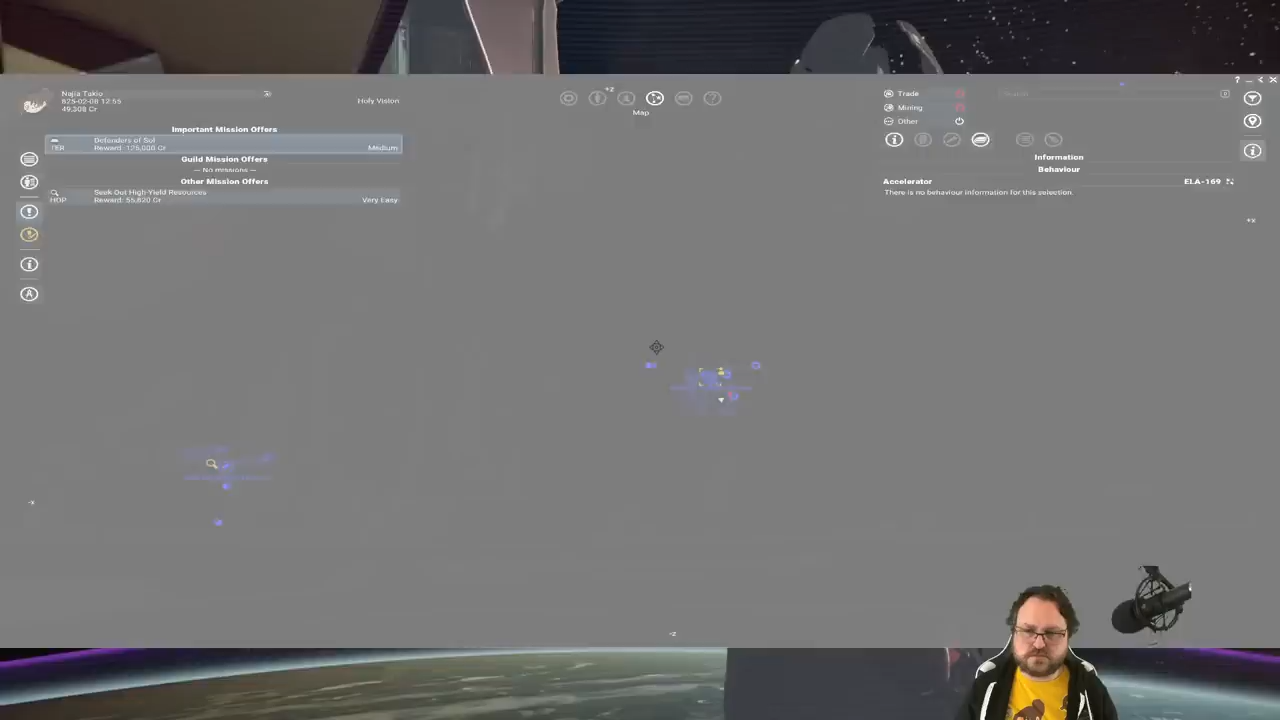 Najia Takio
825-02-08 12:55
49,308 Cr
Holy Vision
+Z
Map
Trade
Mining
Other
Search
Important Mission Offers
Defenders of Sol
TER Reward: 125,000 Cr Medium
Guild Mission Offers
— No missions —
Other Mission Offers
Seek Out High-Yield Resources
HOP Reward: 55,820 Cr Very Easy
Information
Behaviour
Accelerator ELA-169
There is no behaviour information for this selection.
+X
-X
-Z